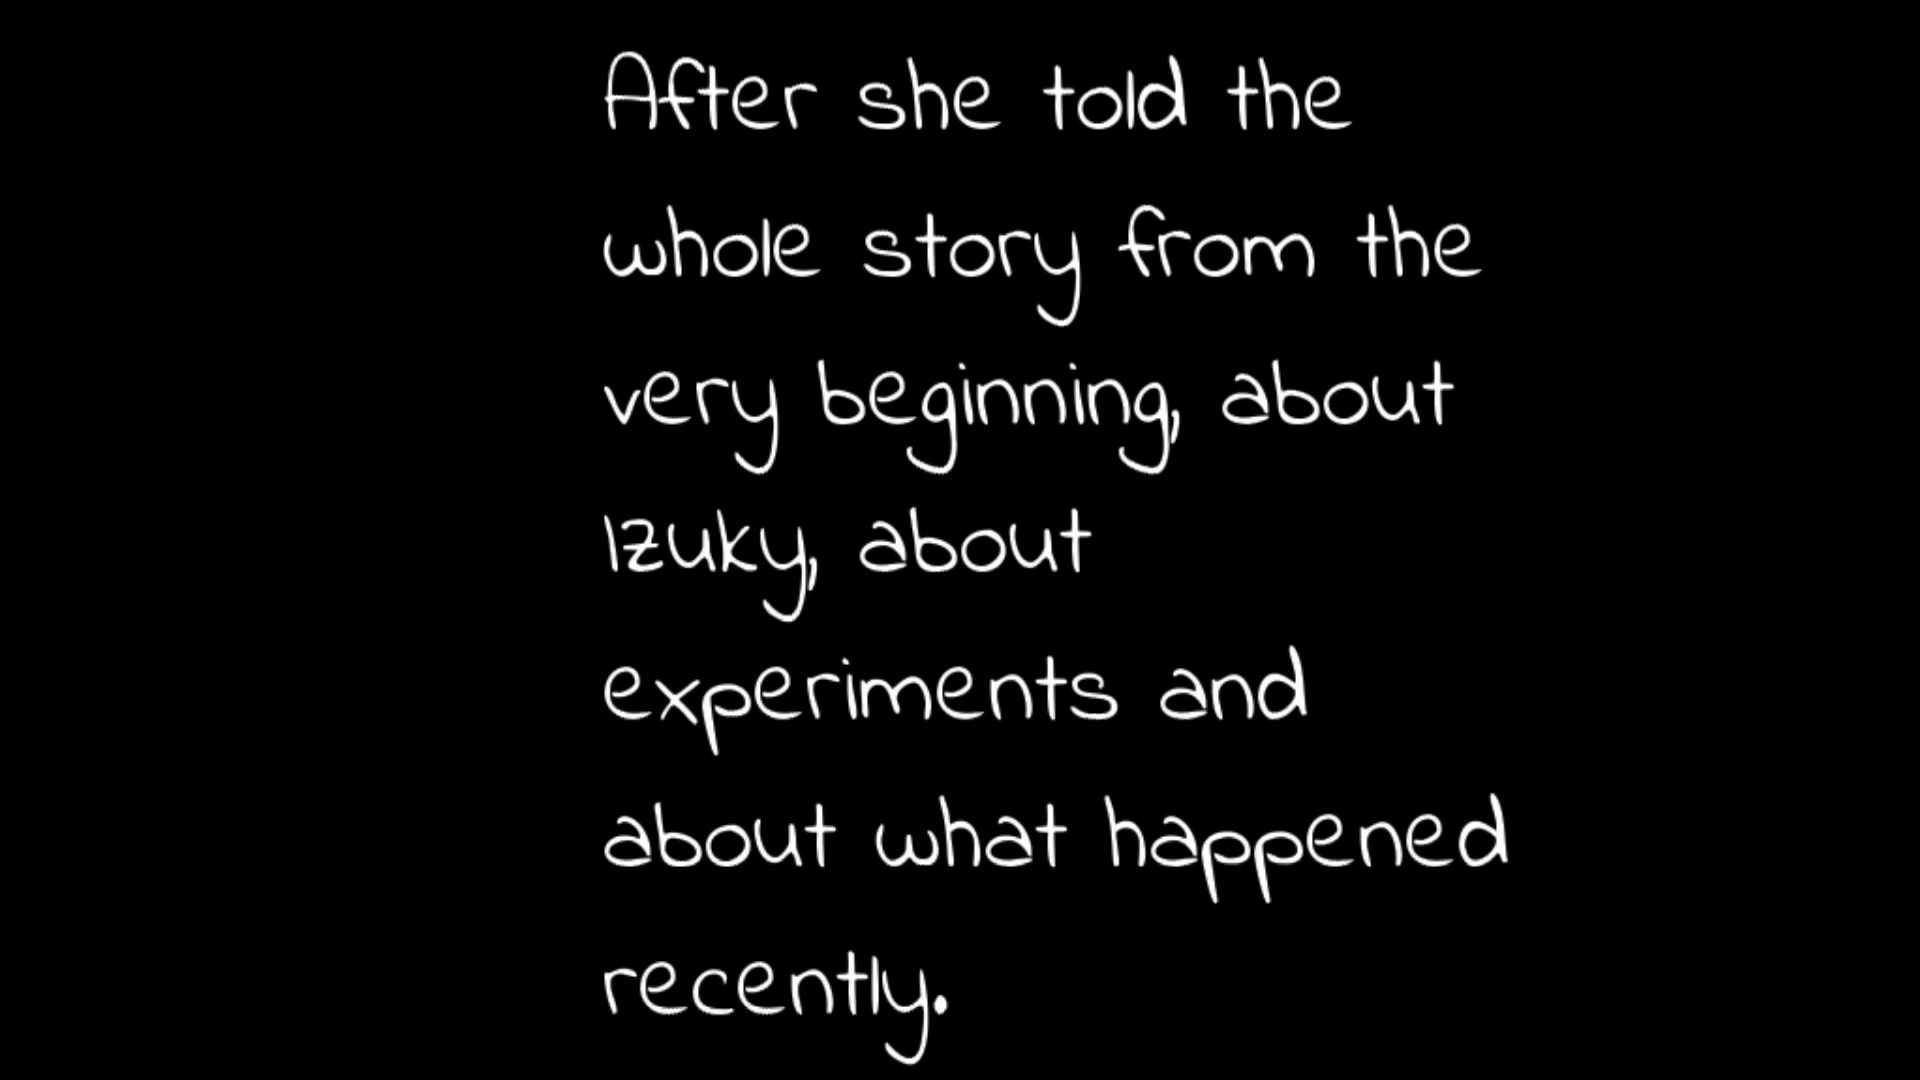 After she told the
whole story from the
very beginning, about
Izuky, about
experiments and
about what happened
recently.